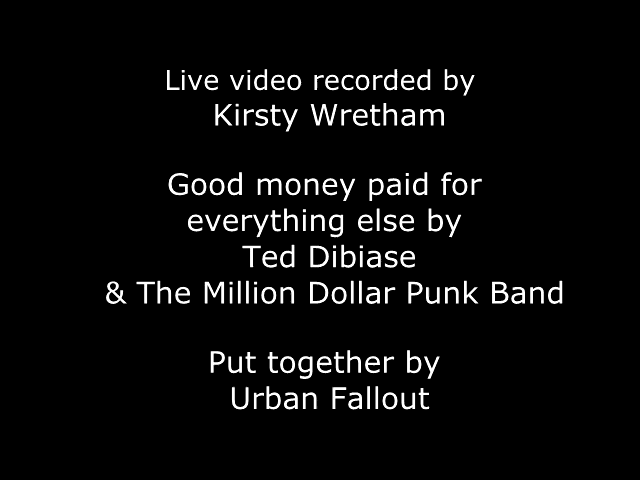 Live video recorded by
Kirsty Wretham
Good money paid for
everything else by
Ted Dibiase
& The Million Dollar Punk Band
Put together by
Urban Fallout